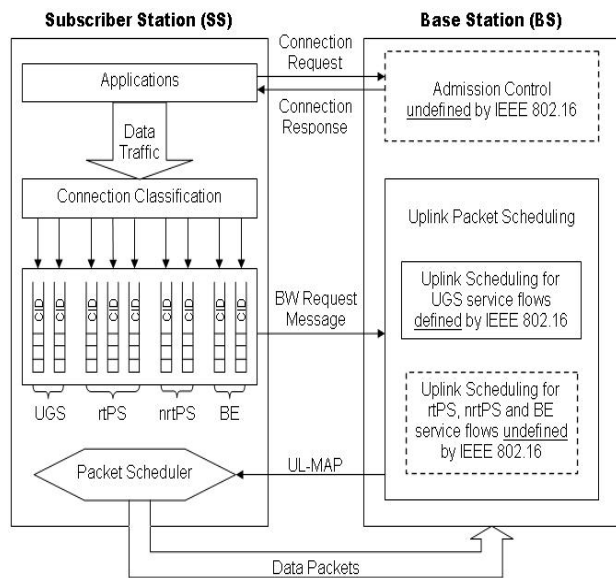 Subscriber Station (SS)
Base Station (BS)
Applications
Connection
Request
Connection
Response
Admission Control
undefined by IEEE 802.16
Data
Traffic
Connection Classification
CID CID CID CID CID CID CID CID CID
UGS rtPS nrtPS BE
BW Request
Message
Uplink Packet Scheduling
Uplink Scheduling for
UGS service flows
defined by IEEE 802.16
Uplink Scheduling for
rtPS, nrtPS and BE
service flows undefined
by IEEE 802.16
Packet Scheduler
UL-MAP
Data Packets